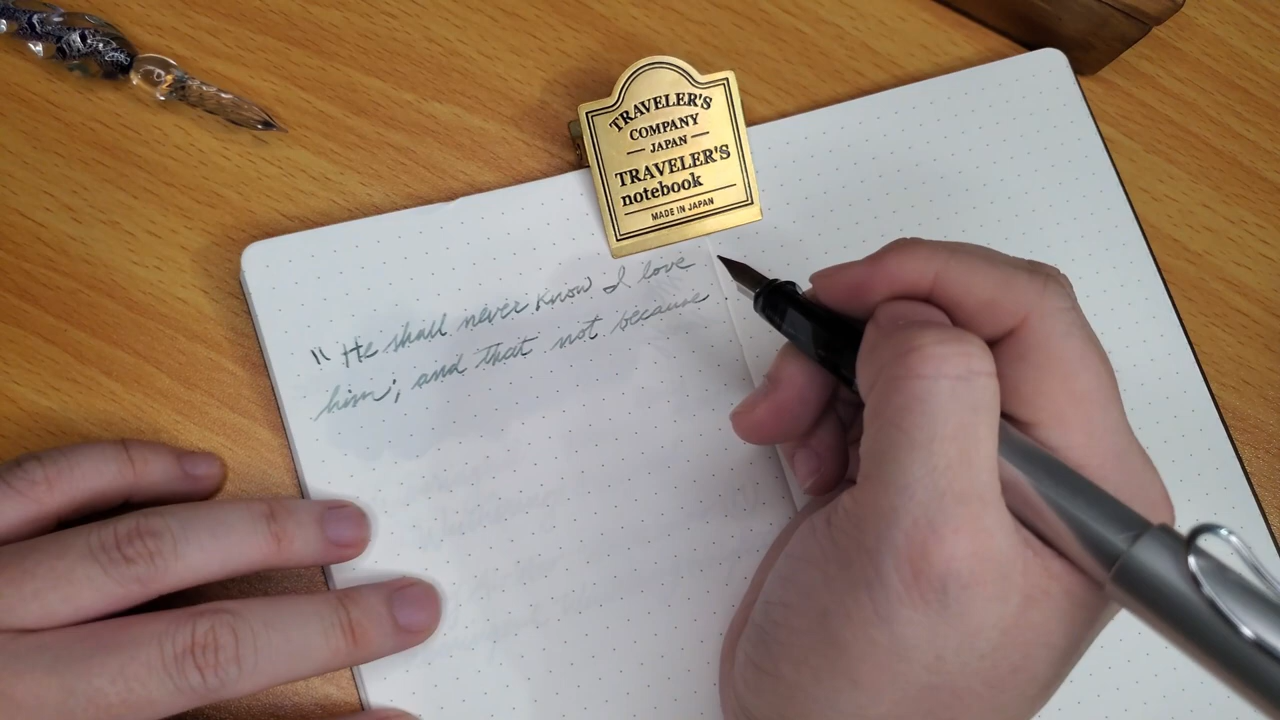 TRAVELER'S
COMPANY
— JAPAN —
TRAVELER'S
notebook
MADE IN JAPAN
"He shall never know I love
him; and that not because